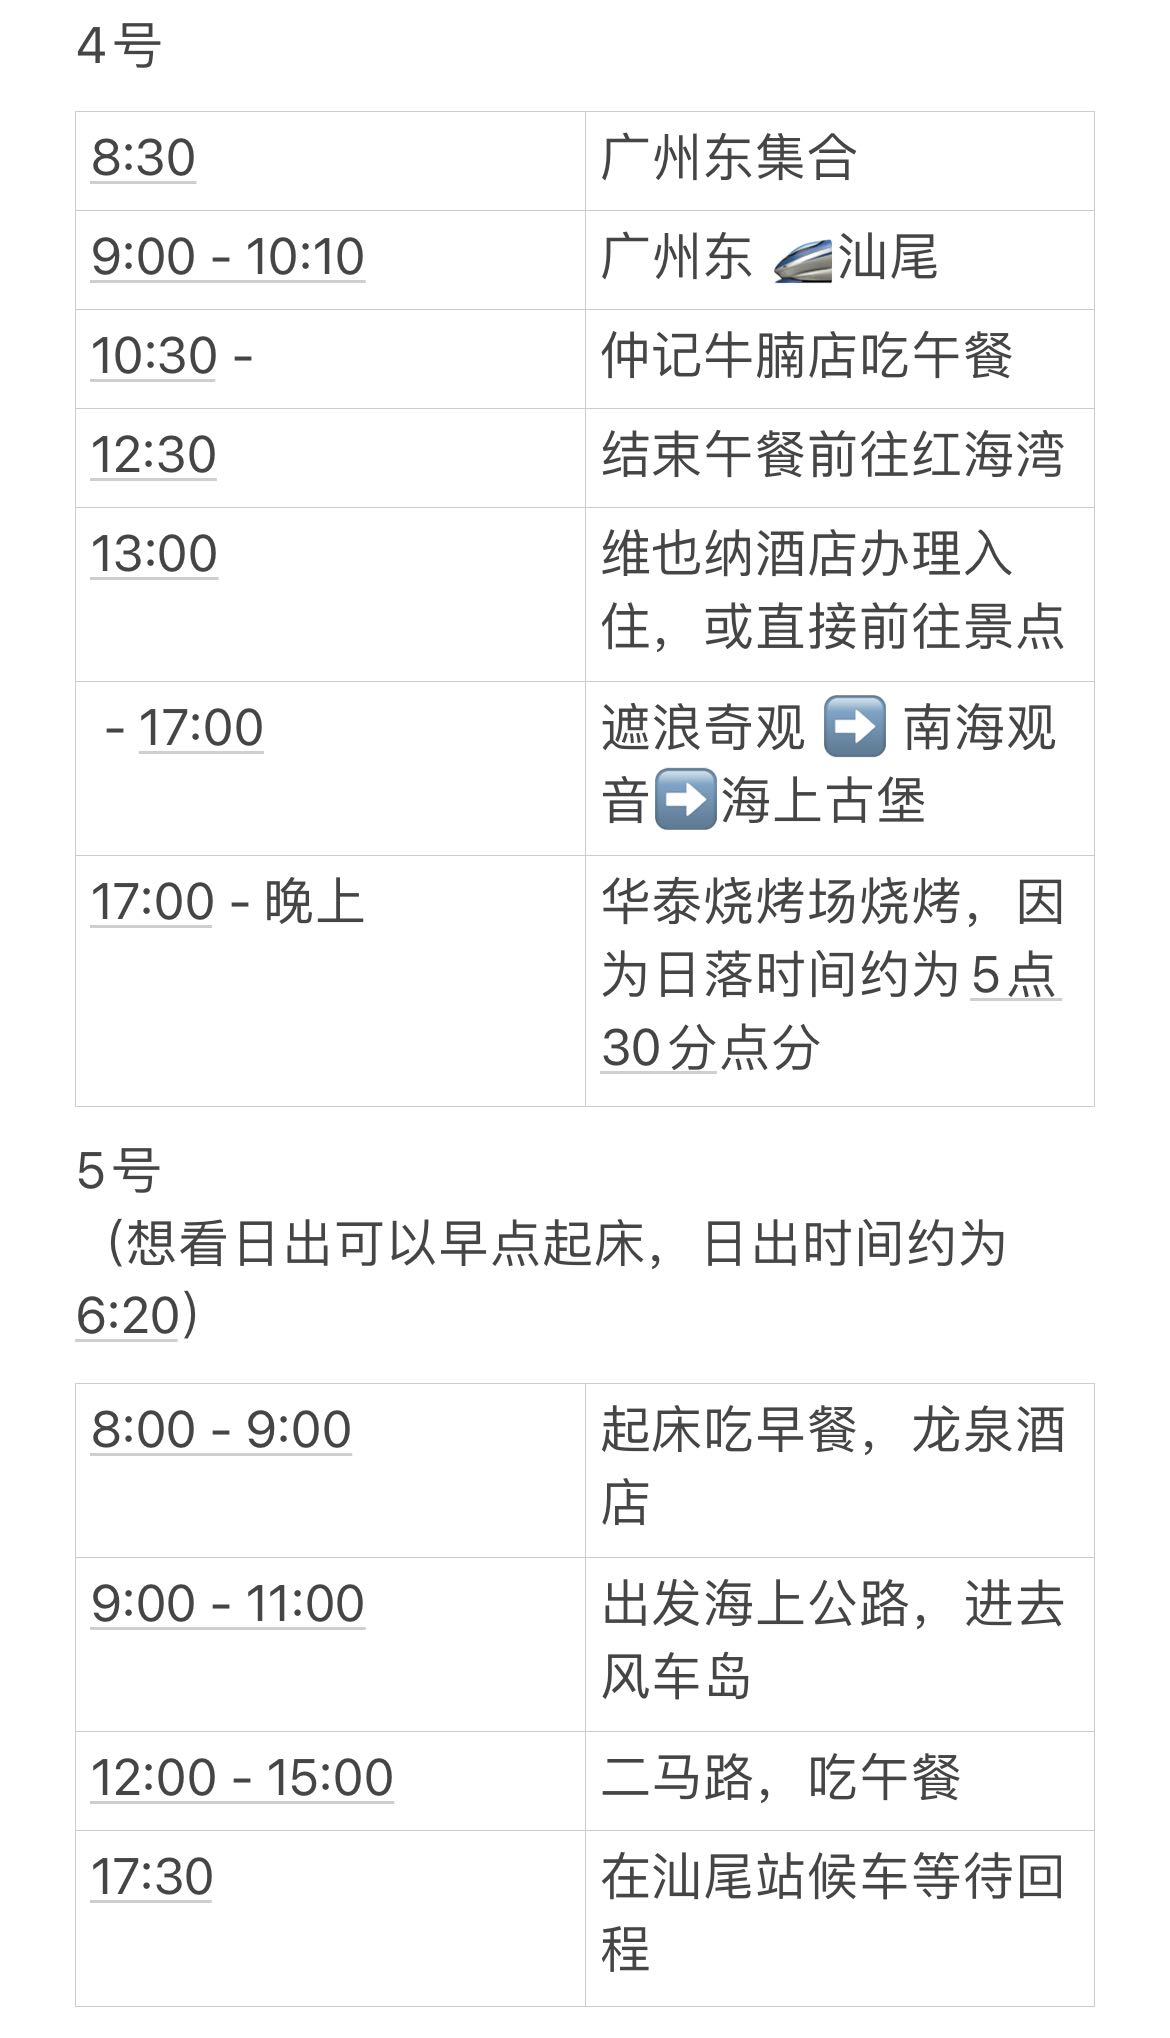 4号
8:30 广州东集合
9:00 - 10:10 广州东 🚄汕尾
10:30 - 仲记牛腩店吃午餐
12:30 结束午餐前往红海湾
13:00 维也纳酒店办理入
住，或直接前往景点
- 17:00 遮浪奇观 ➡️ 南海观
音➡️海上古堡
17:00 - 晚上 华泰烧烤场烧烤，因
为日落时间约为5点
30分点分
5号
（想看日出可以早点起床，日出时间约为
6:20）
8:00 - 9:00 起床吃早餐，龙泉酒
店
9:00 - 11:00 出发海上公路，进去
风车岛
12:00 - 15:00 二马路，吃午餐
17:30 在汕尾站候车等待回
程